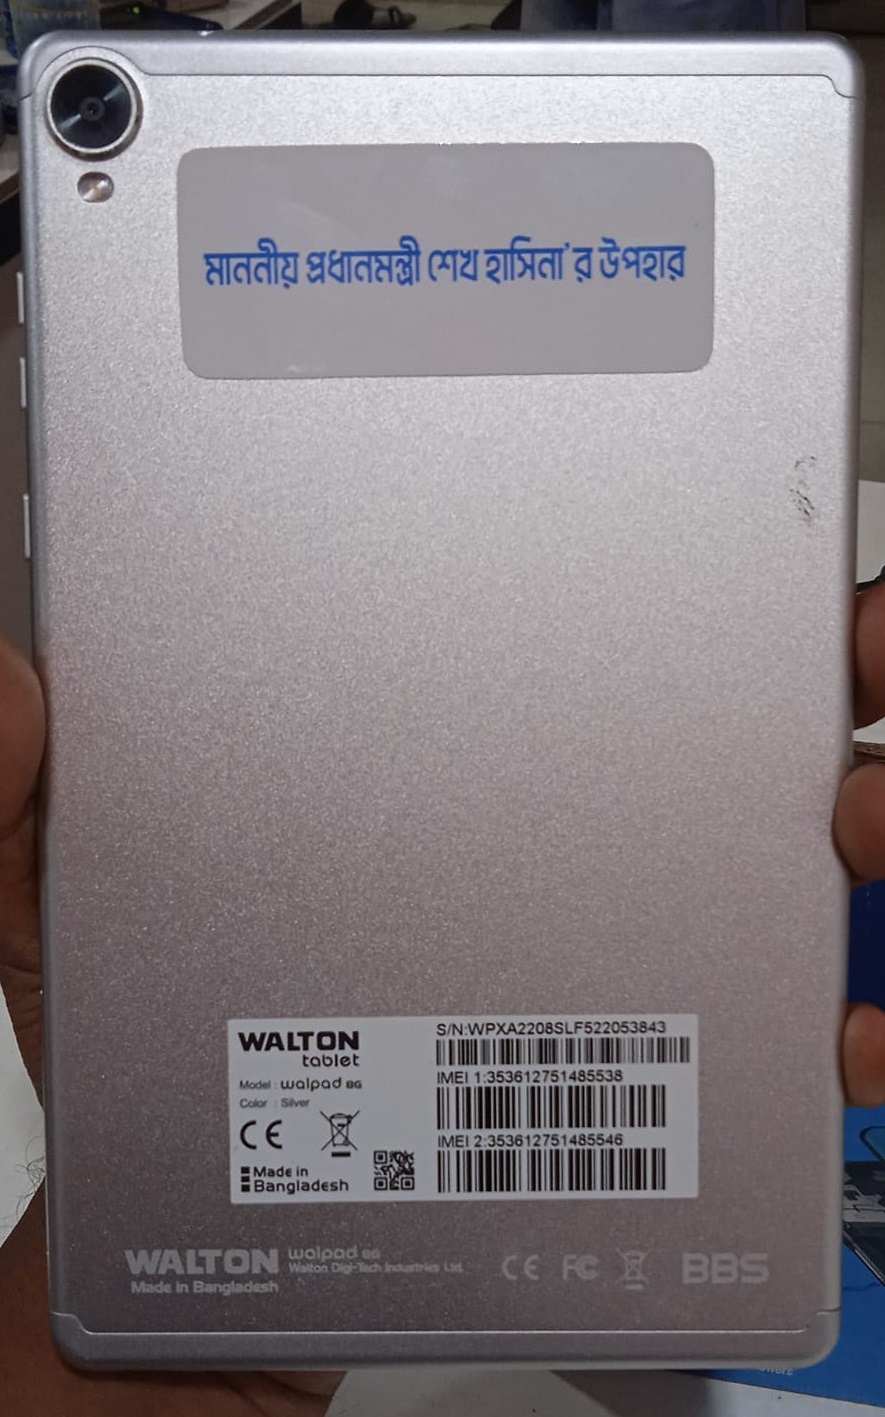 মাননীয় প্রধানমন্ত্রী শেখ হাসিনা'র উপহার
WALTON
tablet
Model : walpad 8G
Color : Silver
CE
Made in
Bangladesh
S/N:WPXA2208SLF522053843
IMEI 1:353612751485538
IMEI 2:353612751485546
WALTON walpad 8G
Walton Digi-Tech Industries Ltd.
Made in Bangladesh
CE FC BBS